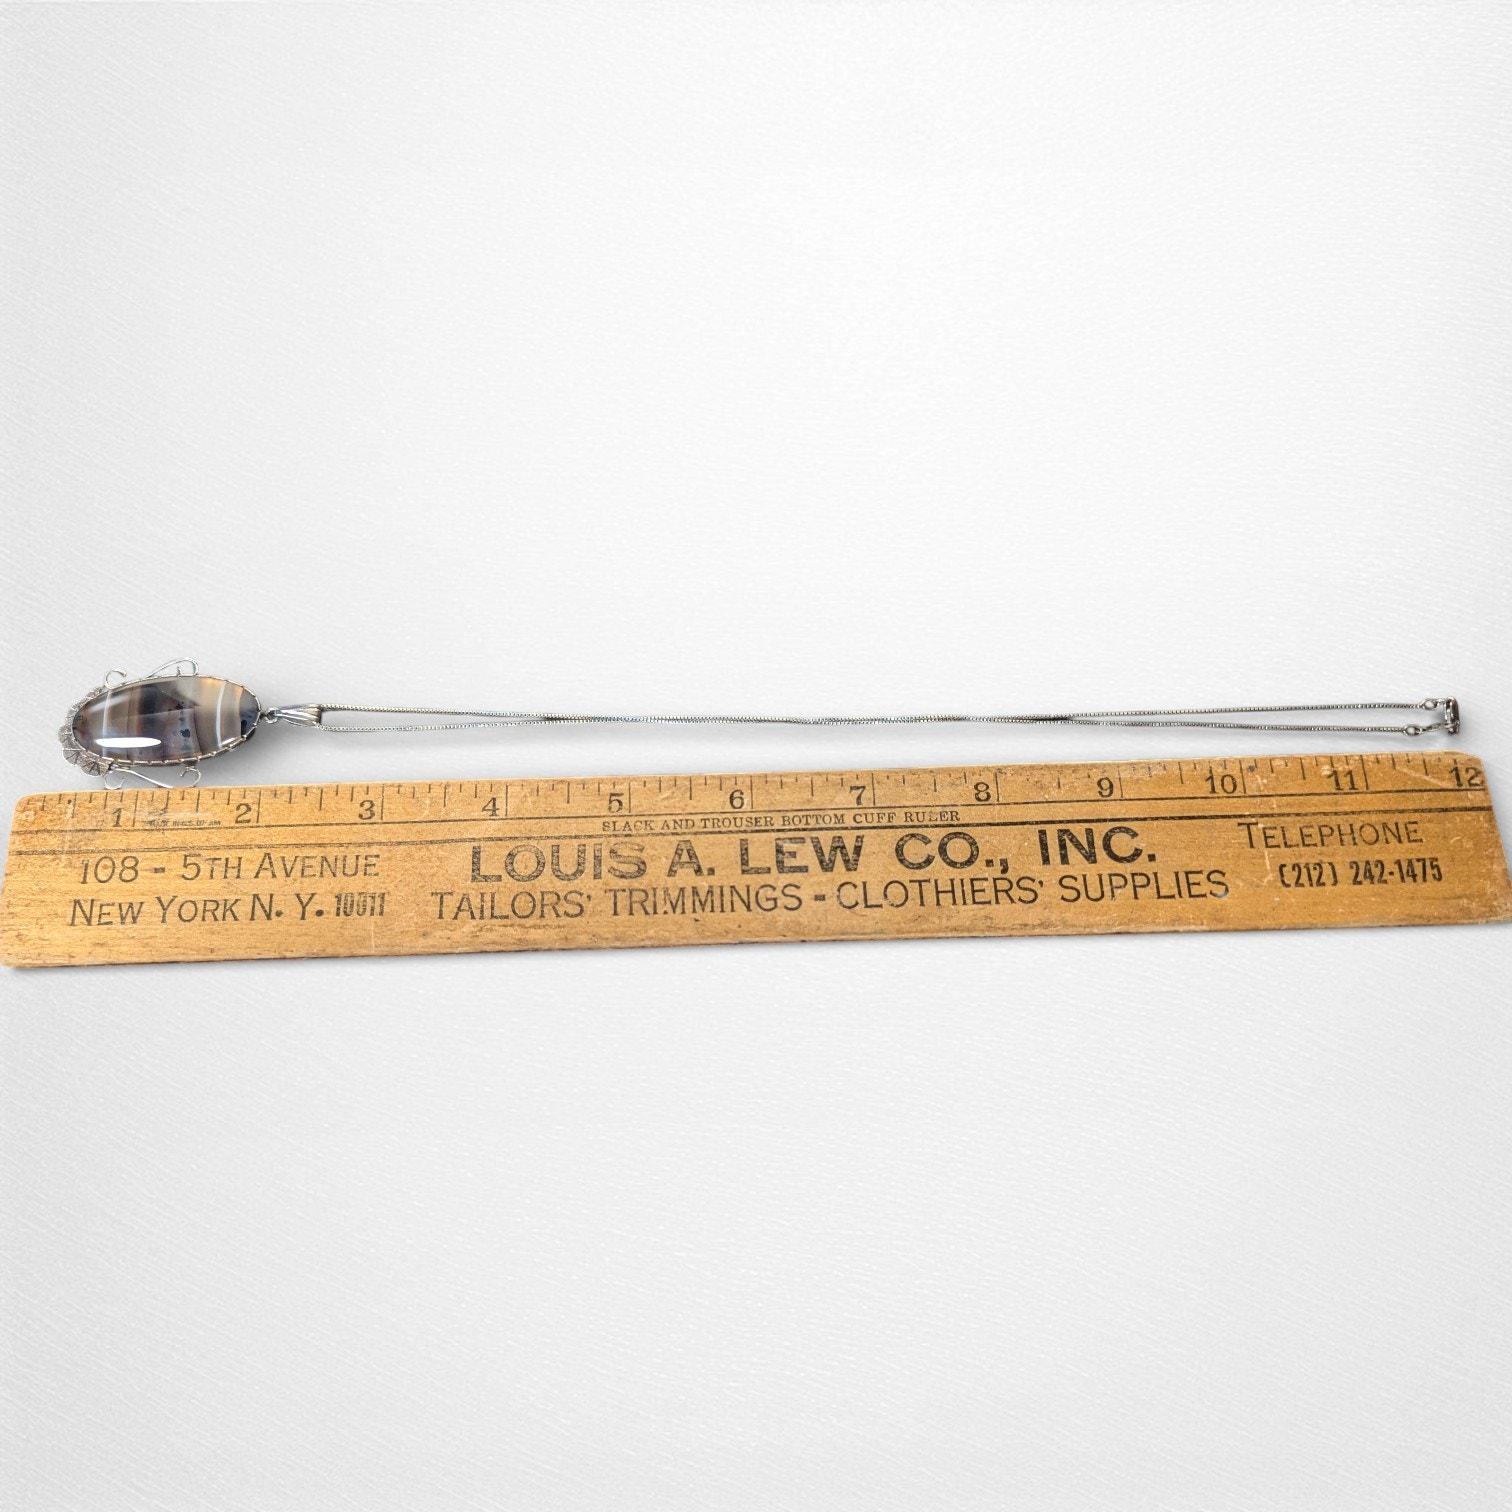 1 2 3 4 5 6 7 8 9 10 11 12
SLACK AND TROUSER BOTTOM CUFF RULER
108 - 5TH AVENUE LOUIS A. LEW CO., INC. TELEPHONE
NEW YORK N. Y. 10011 TAILORS' TRIMMINGS - CLOTHIERS' SUPPLIES (212) 242-1475